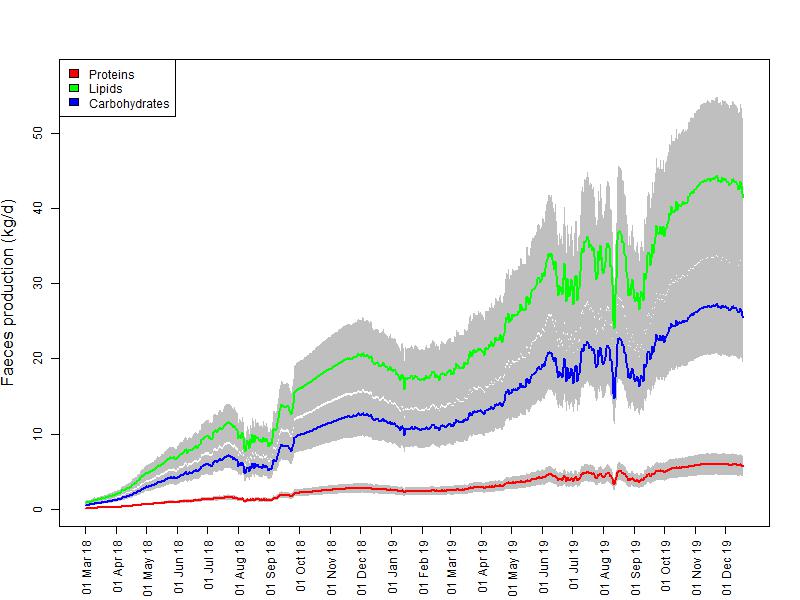 Proteins
Lipids
Carbohydrates
Faeces production (kg/d)
50
40
30
20
10
0
01 Mar 18
01 Apr 18
01 May 18
01 Jun 18
01 Jul 18
01 Aug 18
01 Sep 18
01 Oct 18
01 Nov 18
01 Dec 18
01 Jan 19
01 Feb 19
01 Mar 19
01 Apr 19
01 May 19
01 Jun 19
01 Jul 19
01 Aug 19
01 Sep 19
01 Oct 19
01 Nov 19
01 Dec 19